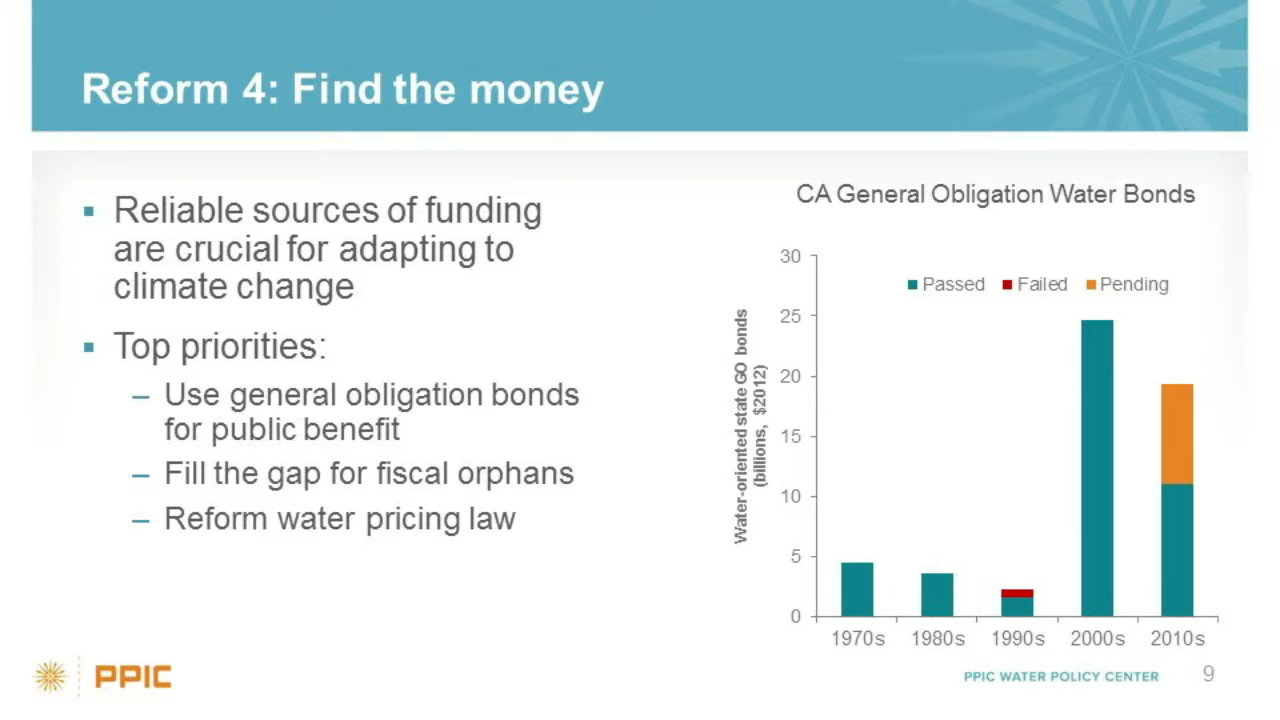 Reform 4: Find the money
▪ Reliable sources of funding
are crucial for adapting to
climate change
▪ Top priorities:
– Use general obligation bonds
for public benefit
– Fill the gap for fiscal orphans
– Reform water pricing law
CA General Obligation Water Bonds
Passed Failed Pending
Water-oriented state GO bonds
(billions, $2012)
30
25
20
15
10
5
0
1970s 1980s 1990s 2000s 2010s
PPIC
PPIC WATER POLICY CENTER 9